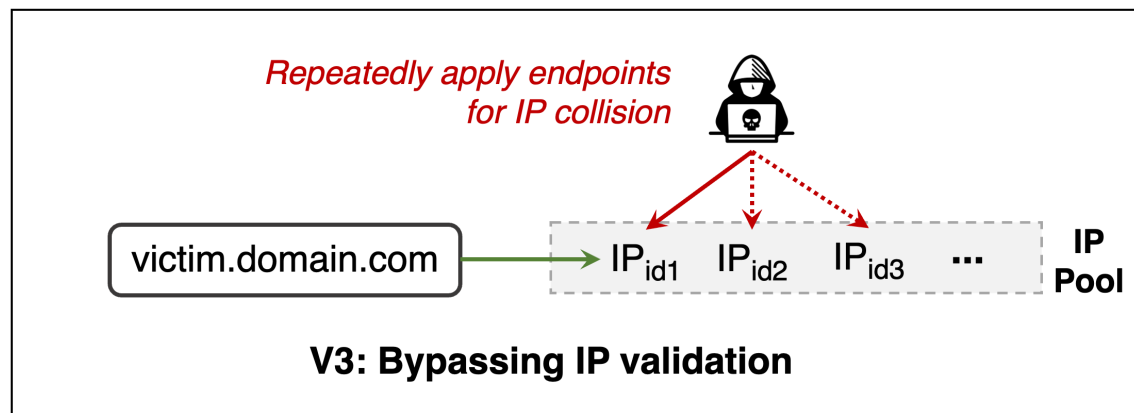 Repeatedly apply endpoints
for IP collision
victim.domain.com
IPid1 IPid2 IPid3 ...
IP
Pool
V3: Bypassing IP validation